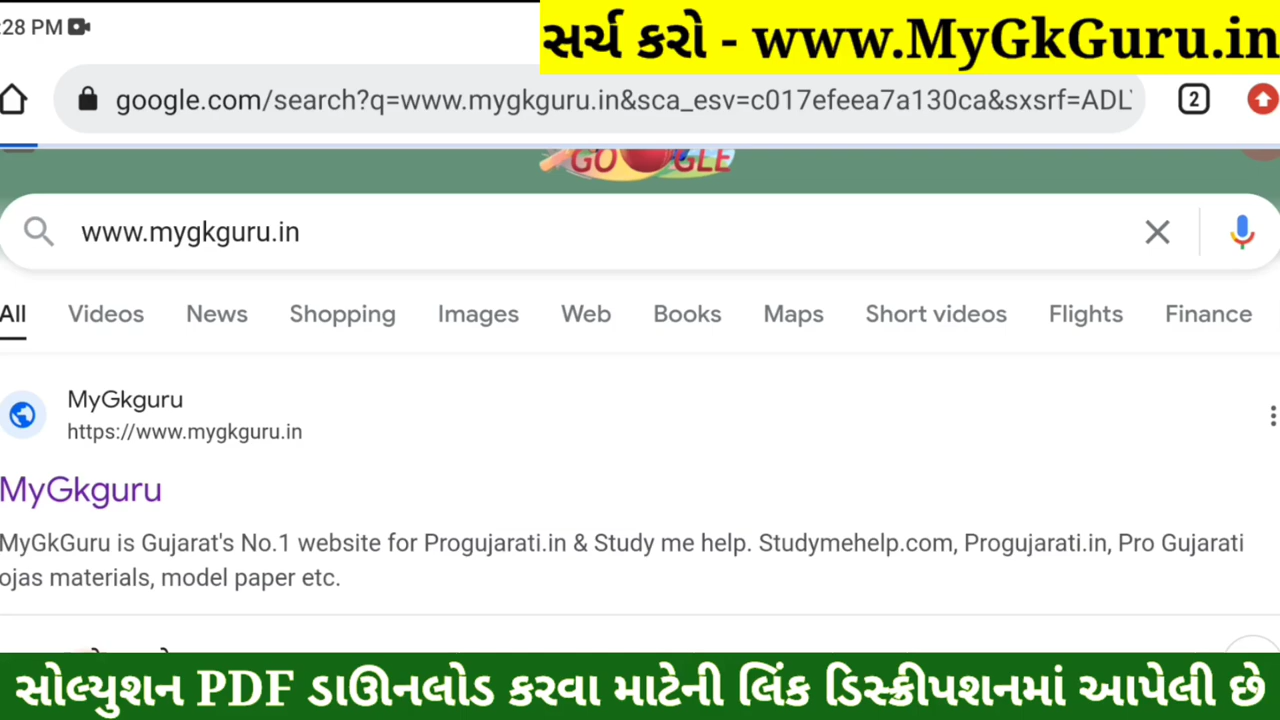 :28 PM
સર્ચ કરો - www.MyGkGuru.in
google.com/search?q=www.mygkguru.in&sca_esv=c017efeea7a130ca&sxsrf=ADL
2
GOOGLE
www.mygkguru.in
All Videos News Shopping Images Web Books Maps Short videos Flights Finance
MyGkguru
https://www.mygkguru.in
MyGkguru
MyGkGuru is Gujarat's No.1 website for Progujarati.in & Study me help. Studymehelp.com, Progujarati.in, Pro Gujarati
ojas materials, model paper etc.
સોલ્યુશન PDF ડાઊનલોડ કરવા માટેની લિંક ડિસ્ક્રીપશનમાં આપેલી છે